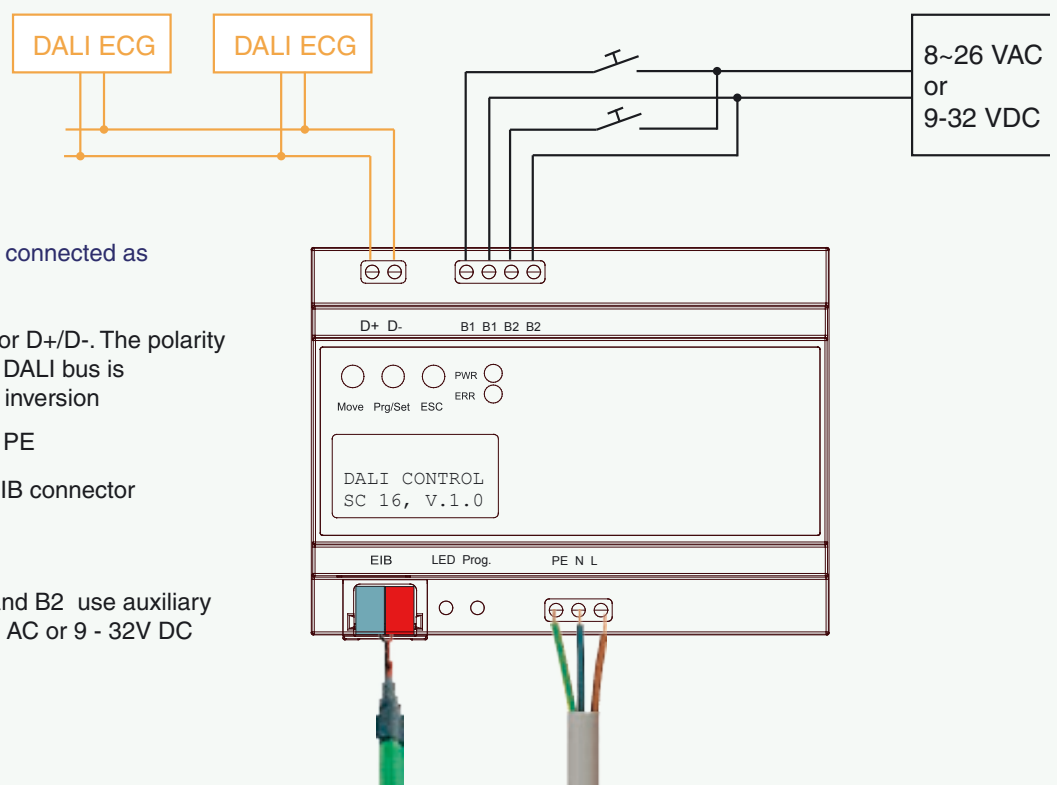 DALI ECG
DALI ECG
8~26 VAC
or
9-32 VDC
connected as
or D+/D-. The polarity
DALI bus is
inversion
PE
IB connector
and B2 use auxiliary
AC or 9 - 32V DC
D+ D-
B1 B1 B2 B2
PWR
ERR
Move Prg/Set ESC
DALI CONTROL
SC 16, V.1.0
EIB
LED Prog.
PE N L